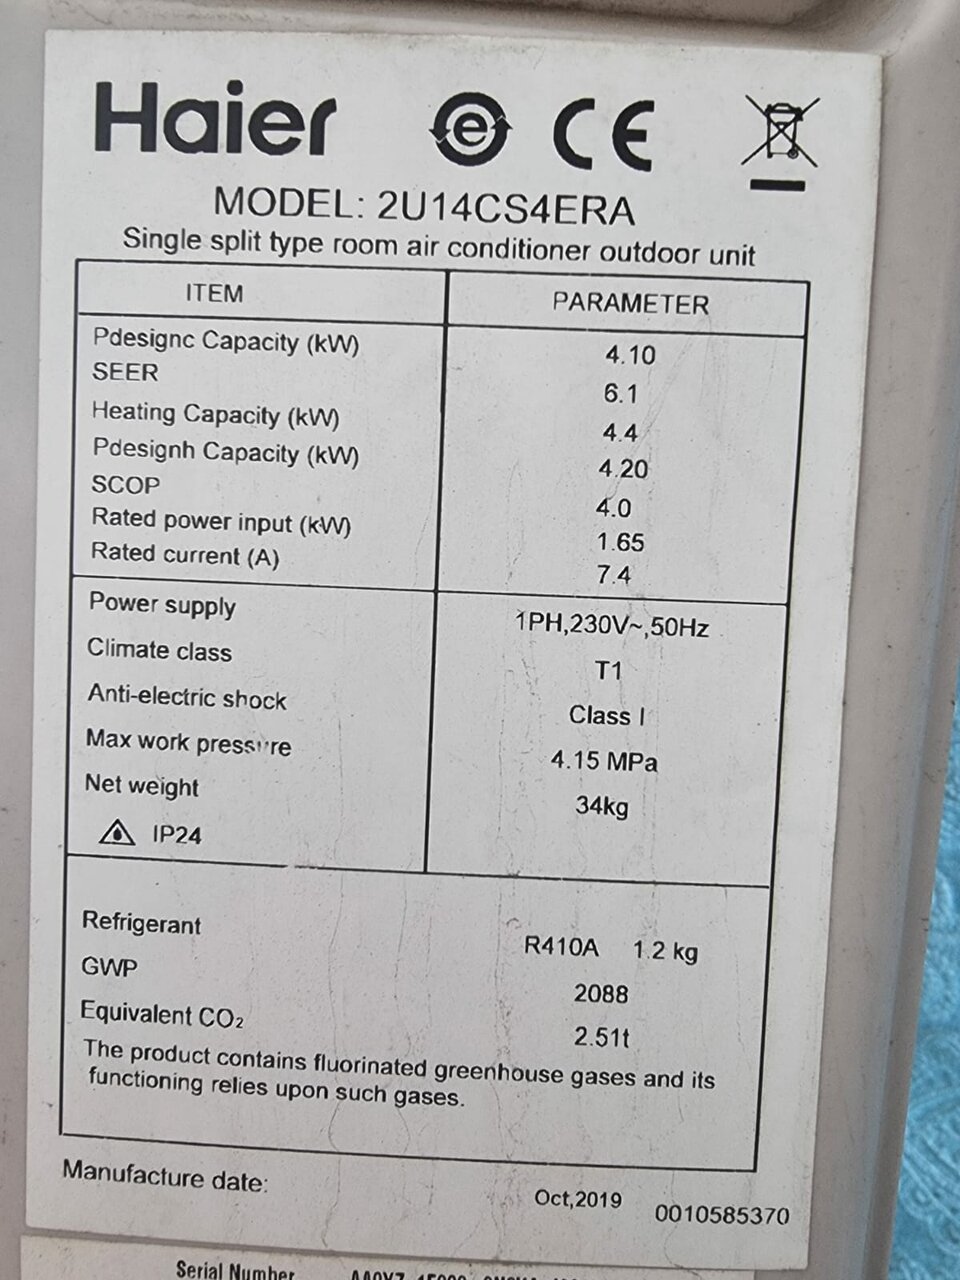 Haier
MODEL: 2U14CS4ERA
Single split type room air conditioner outdoor unit
ITEM PARAMETER
Pdesignc Capacity (kW) 4.10
SEER 6.1
Heating Capacity (kW) 4.4
Pdesignh Capacity (kW) 4.20
SCOP 4.0
Rated power input (kW) 1.65
Rated current (A) 7.4
Power supply 1PH,230V~,50Hz
Climate class T1
Anti-electric shock Class I
Max work pressure 4.15 MPa
Net weight 34kg
IP24
Refrigerant R410A 1.2 kg
GWP 2088
Equivalent CO₂ 2.51t
The product contains fluorinated greenhouse gases and its
functioning relies upon such gases.
Manufacture date: Oct,2019 0010585370
Serial Number